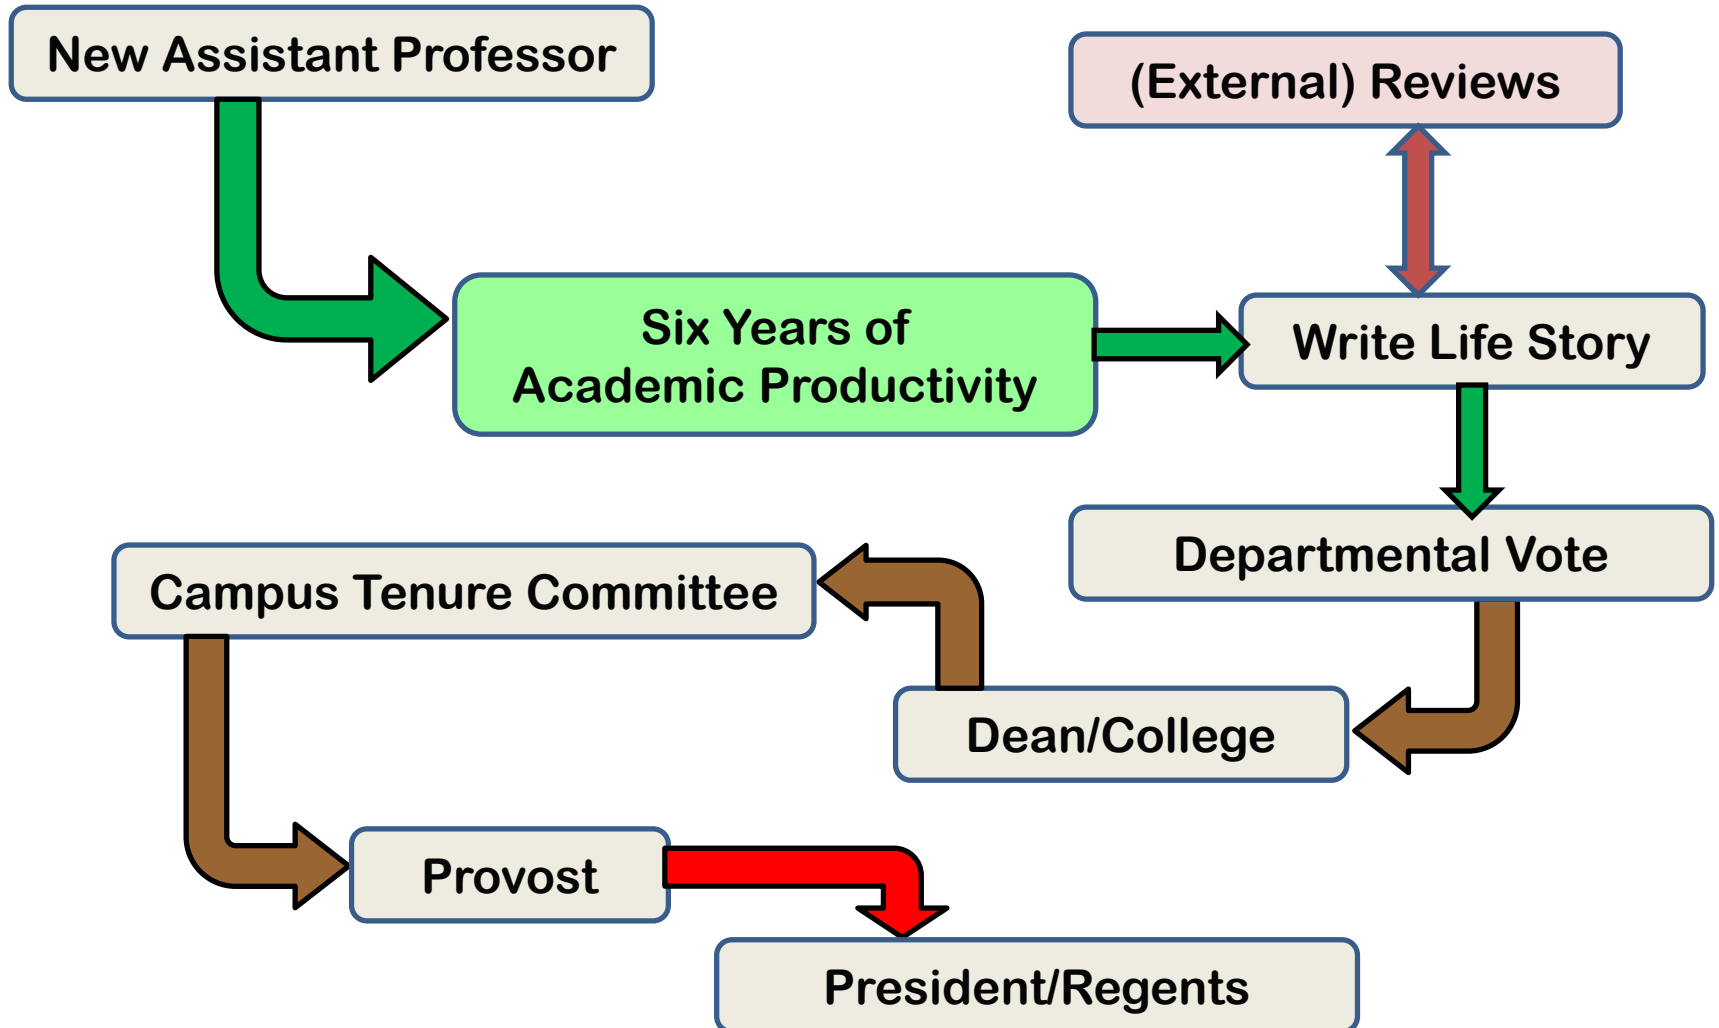 New Assistant Professor
(External) Reviews
Six Years of
Academic Productivity
Write Life Story
Departmental Vote
Campus Tenure Committee
Dean/College
Provost
President/Regents